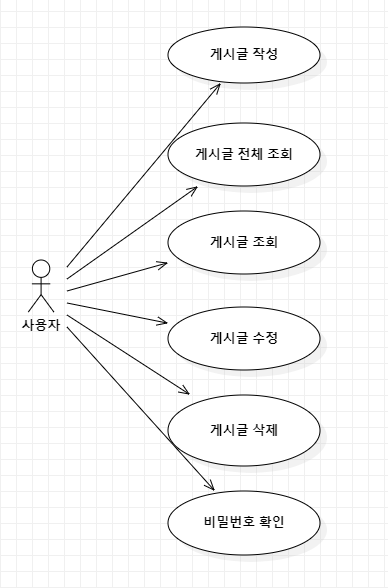 게시글 작성
게시글 전체 조회
게시글 조회
사용자
게시글 수정
게시글 삭제
비밀번호 확인